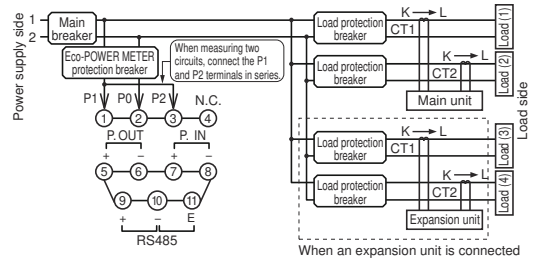 Power supply side
1
2
Main
breaker
Eco-POWER METER
protection breaker
When measuring two
circuits, connect the P1
and P2 terminals in series.
P1 P0 P2 N.C.
1 2 3 4
P. OUT P. IN
+ − + −
5 6 7 8
9 10 11
+ − E
RS485
Load protection
breaker
K L
CT1
Load (1)
Load protection
breaker
K L
CT2
Load (2)
Main unit
Load side
Load protection
breaker
K L
CT1
Load (3)
Load protection
breaker
K L
CT2
Load (4)
Expansion unit
When an expansion unit is connected